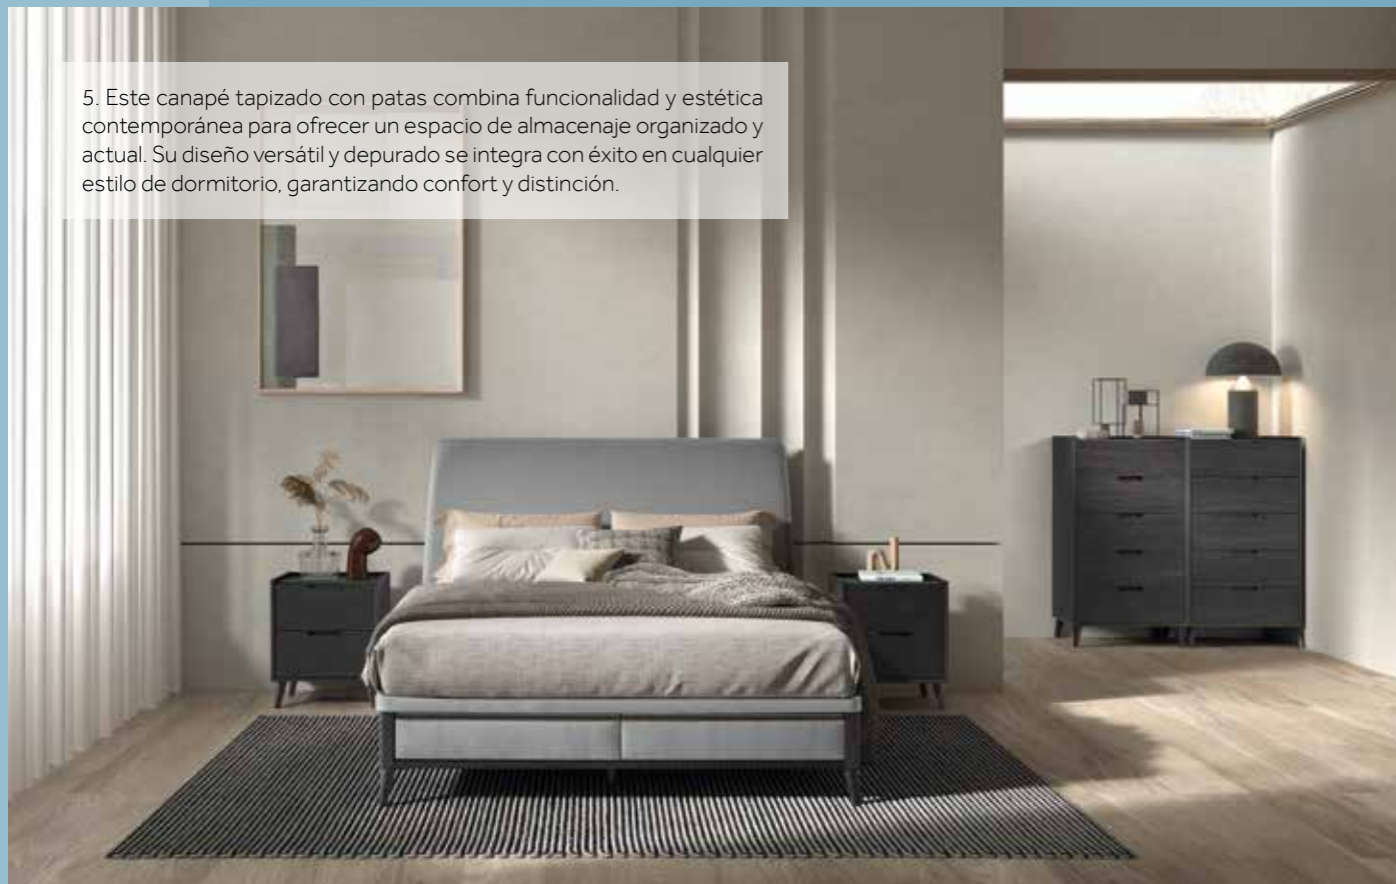 5. Este canapé tapizado con patas combina funcionalidad y estética
contemporánea para ofrecer un espacio de almacenaje organizado y
actual. Su diseño versátil y depurado se integra con éxito en cualquier
estilo de dormitorio, garantizando confort y distinción.